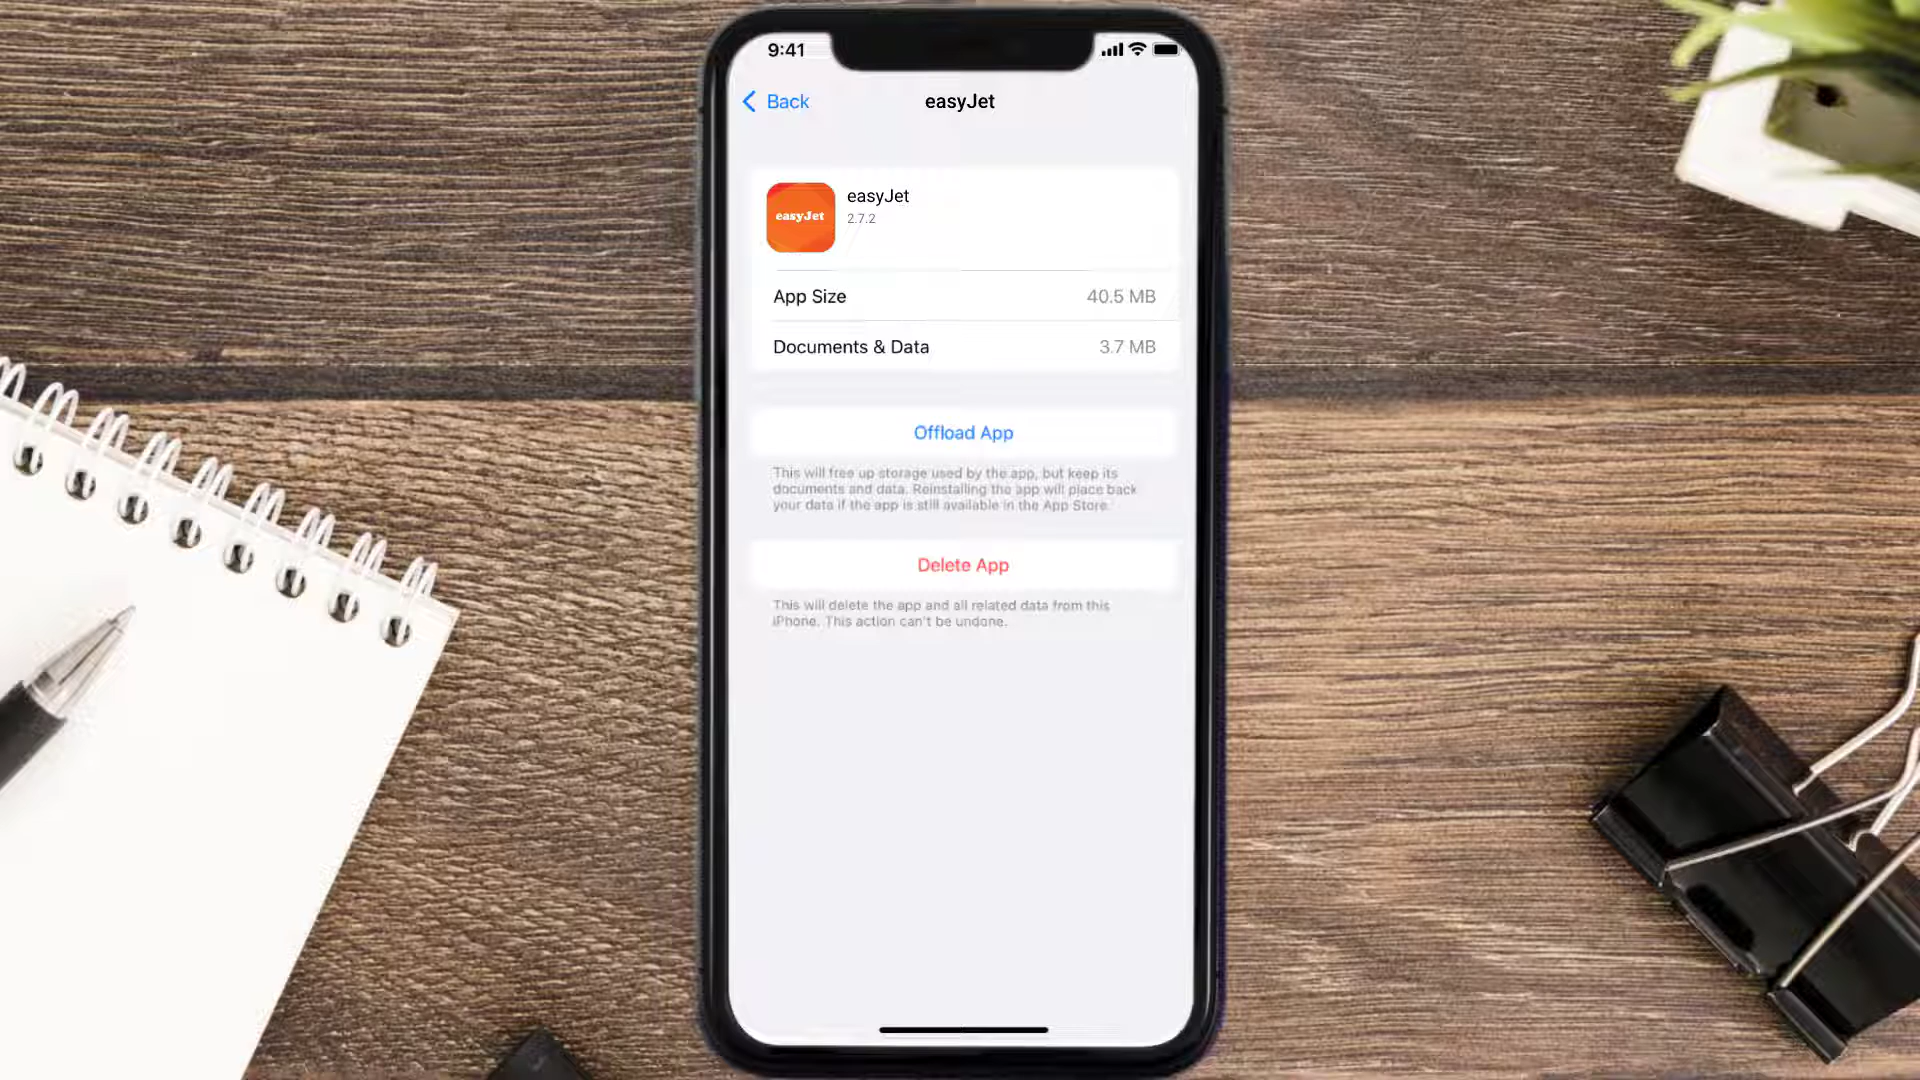 9:41
Back
easyJet
easyJet
easyJet
2.7.2
App Size
40.5 MB
Documents & Data
3.7 MB
Offload App
This will free up storage used by the app, but keep its
documents and data. Reinstalling the app will place back
your data if the app is still available in the App Store.
Delete App
This will delete the app and all related data from this
iPhone. This action can't be undone.